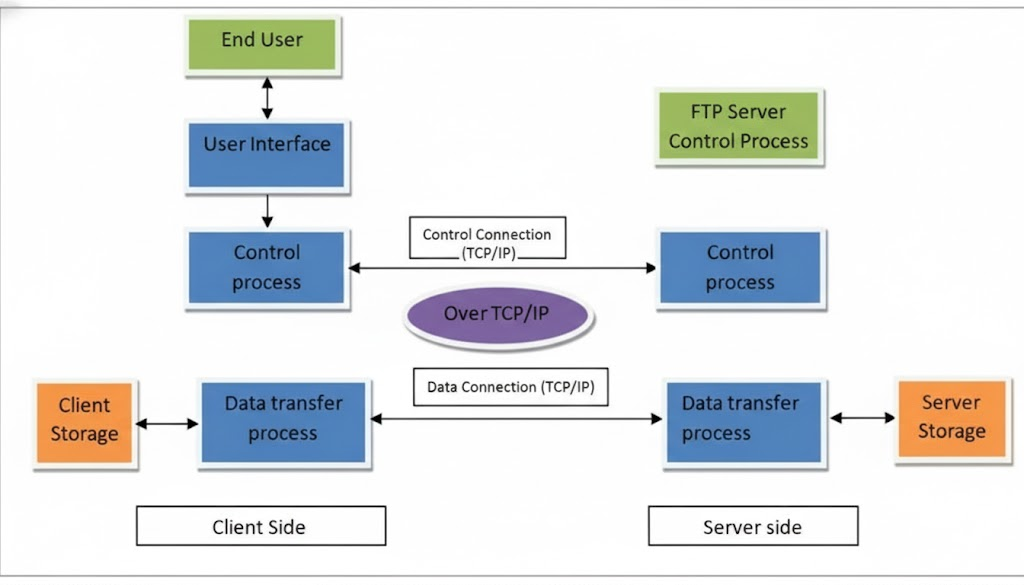 End User
FTP Server
Control Process
User Interface
Control Connection
(TCP/IP)
Control
process
Control
process
Over TCP/IP
Data Connection (TCP/IP)
Client
Storage
Data transfer
process
Data transfer
process
Server
Storage
Client Side
Server side